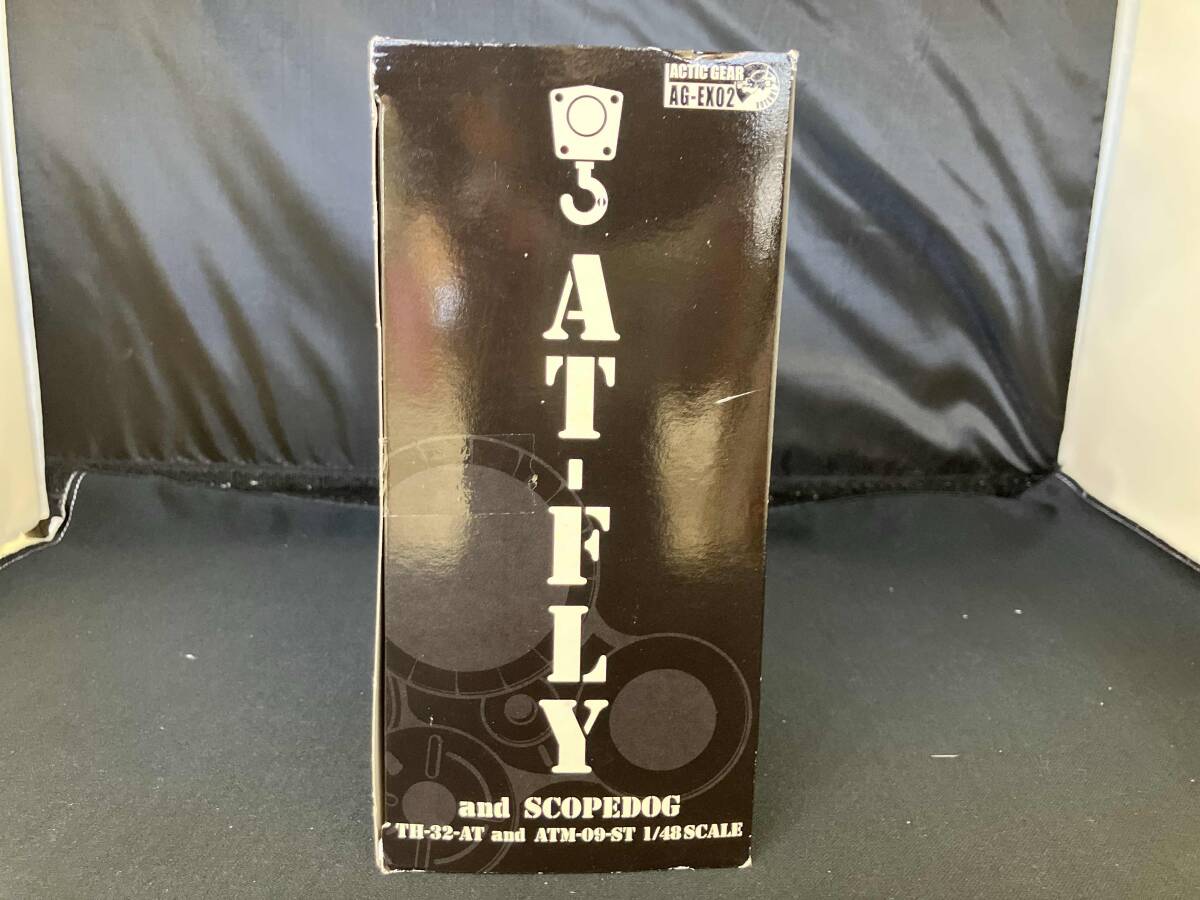 ACTIC GEAR
AG-EX02
AT-FLY
and SCOPEDOG
TH-32-AT and ATM-09-ST 1/48 SCALE